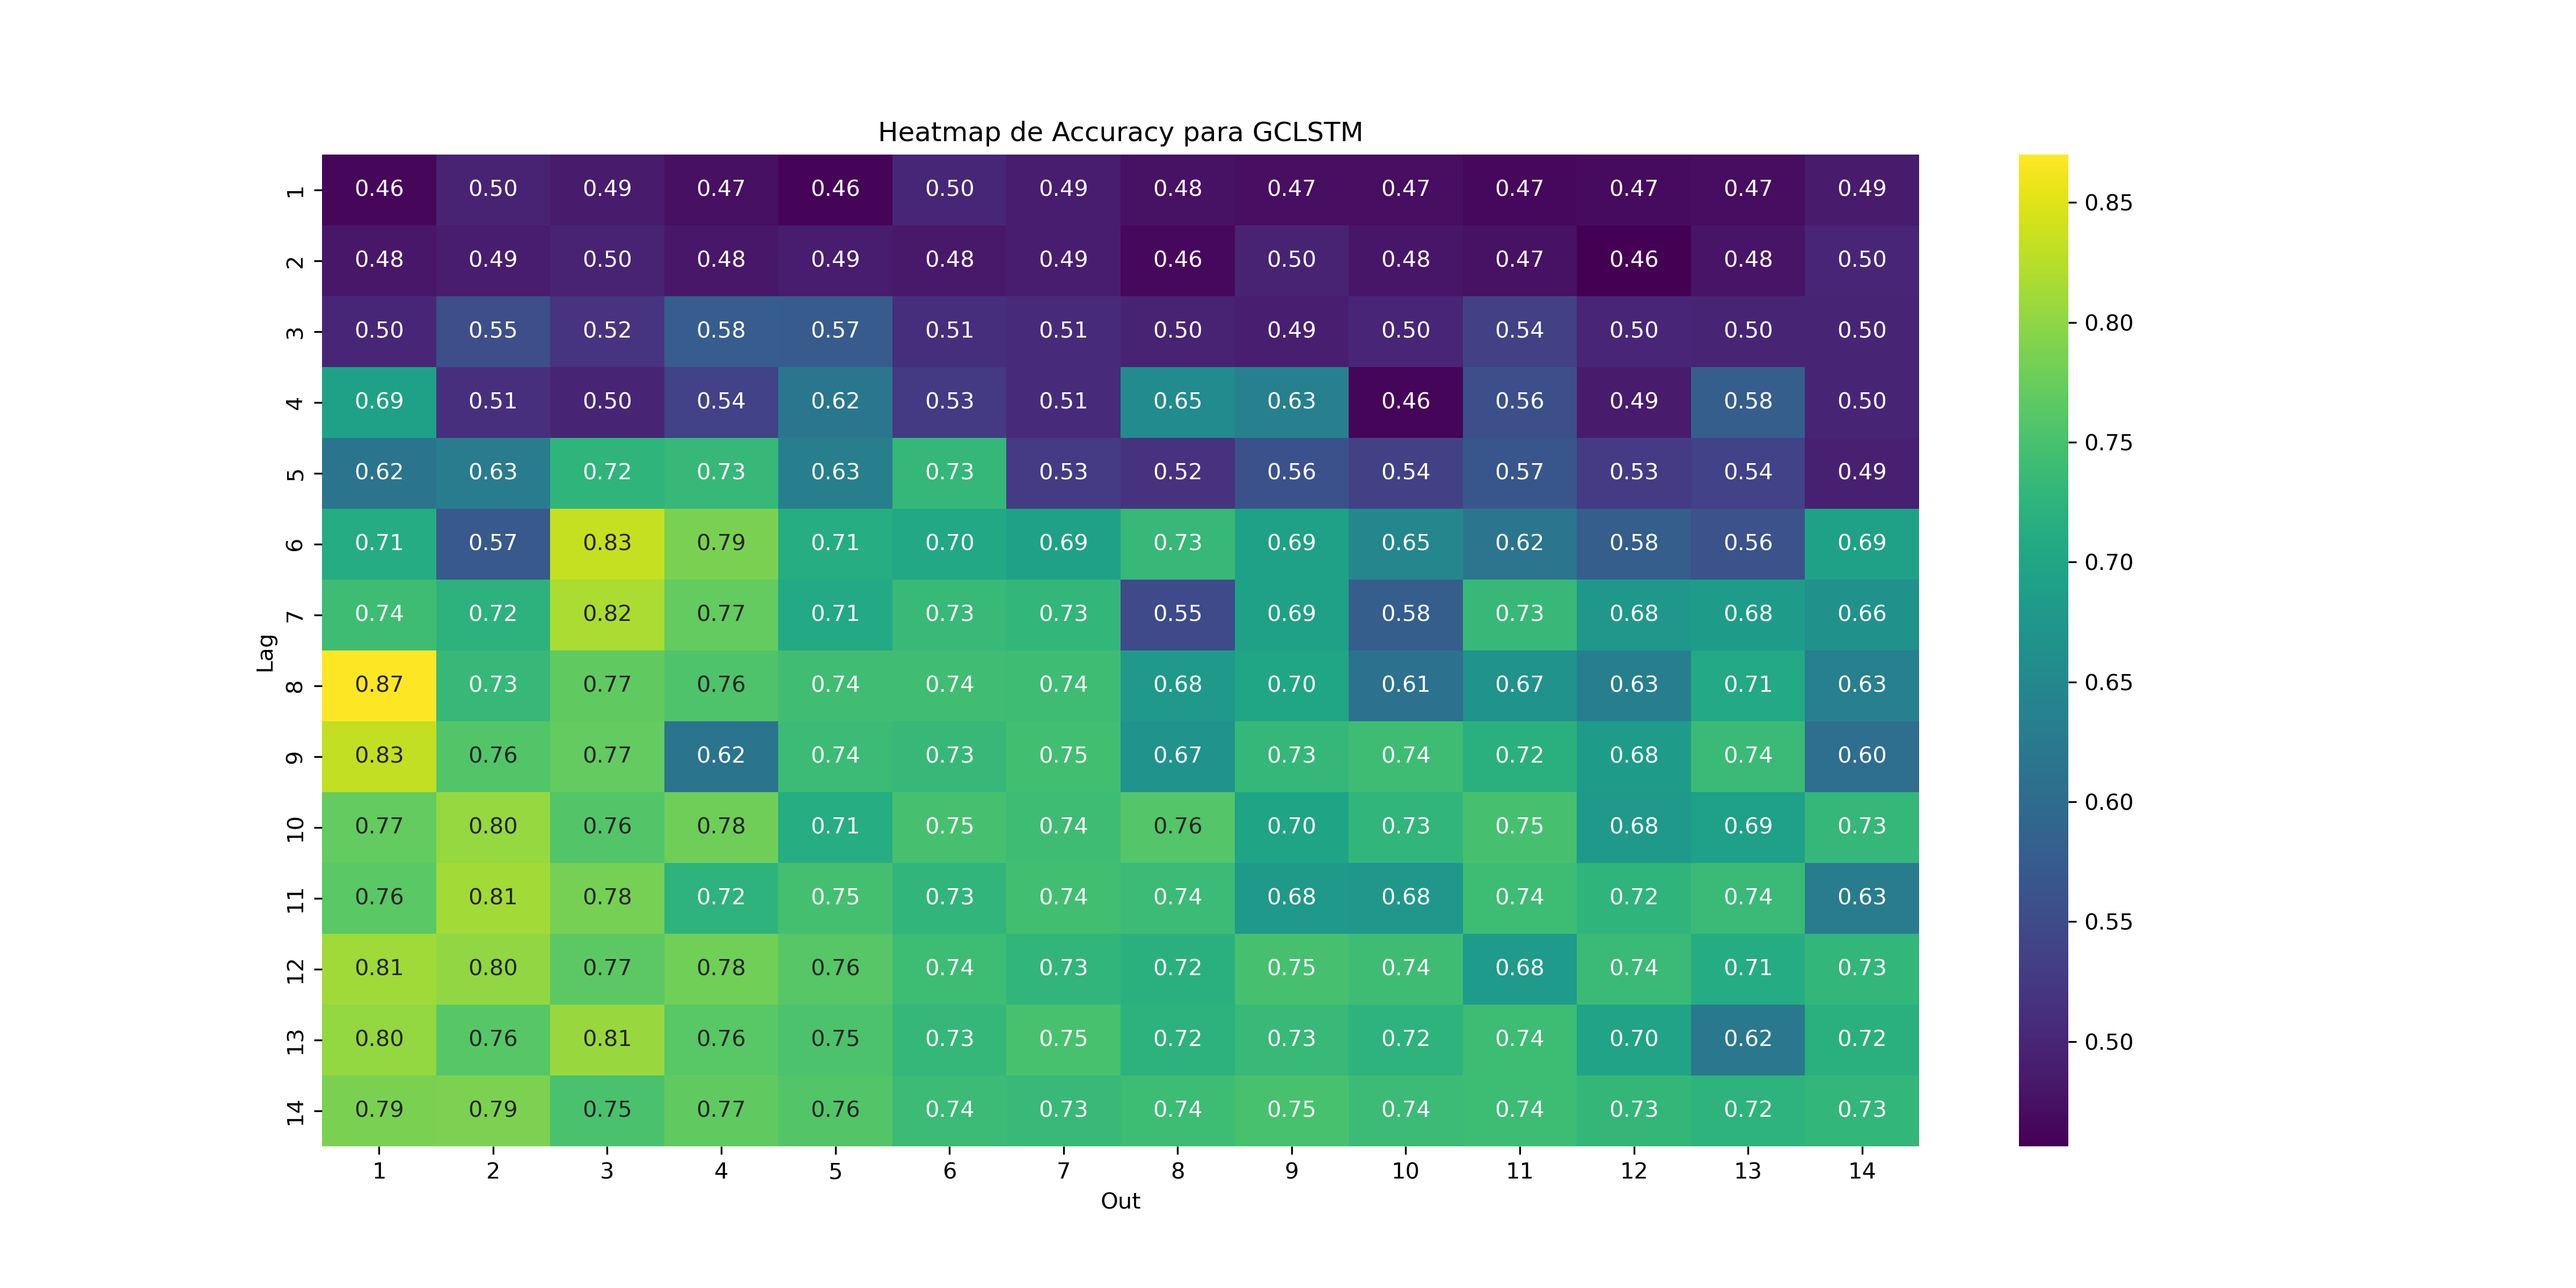 Heatmap de Accuracy para GCLSTM
1 0.46 0.50 0.49 0.47 0.46 0.50 0.49 0.48 0.47 0.47 0.47 0.47 0.47 0.49
2 0.48 0.49 0.50 0.48 0.49 0.48 0.49 0.46 0.50 0.48 0.47 0.46 0.48 0.50
3 0.50 0.55 0.52 0.58 0.57 0.51 0.51 0.50 0.49 0.50 0.54 0.50 0.50 0.50
4 0.69 0.51 0.50 0.54 0.62 0.53 0.51 0.65 0.63 0.46 0.56 0.49 0.58 0.50
5 0.62 0.63 0.72 0.73 0.63 0.73 0.53 0.52 0.56 0.54 0.57 0.53 0.54 0.49
6 0.71 0.57 0.83 0.79 0.71 0.70 0.69 0.73 0.69 0.65 0.62 0.58 0.56 0.69
7 0.74 0.72 0.82 0.77 0.71 0.73 0.73 0.55 0.69 0.58 0.73 0.68 0.68 0.66
Lag
8 0.87 0.73 0.77 0.76 0.74 0.74 0.74 0.68 0.70 0.61 0.67 0.63 0.71 0.63
9 0.83 0.76 0.77 0.62 0.74 0.73 0.75 0.67 0.73 0.74 0.72 0.68 0.74 0.60
10 0.77 0.80 0.76 0.78 0.71 0.75 0.74 0.76 0.70 0.73 0.75 0.68 0.69 0.73
11 0.76 0.81 0.78 0.72 0.75 0.73 0.74 0.74 0.68 0.68 0.74 0.72 0.74 0.63
12 0.81 0.80 0.77 0.78 0.76 0.74 0.73 0.72 0.75 0.74 0.68 0.74 0.71 0.73
13 0.80 0.76 0.81 0.76 0.75 0.73 0.75 0.72 0.73 0.72 0.74 0.70 0.62 0.72
14 0.79 0.79 0.75 0.77 0.76 0.74 0.73 0.74 0.75 0.74 0.74 0.73 0.72 0.73
1 2 3 4 5 6 7 8 9 10 11 12 13 14
Out
0.85
0.80
0.75
0.70
0.65
0.60
0.55
0.50